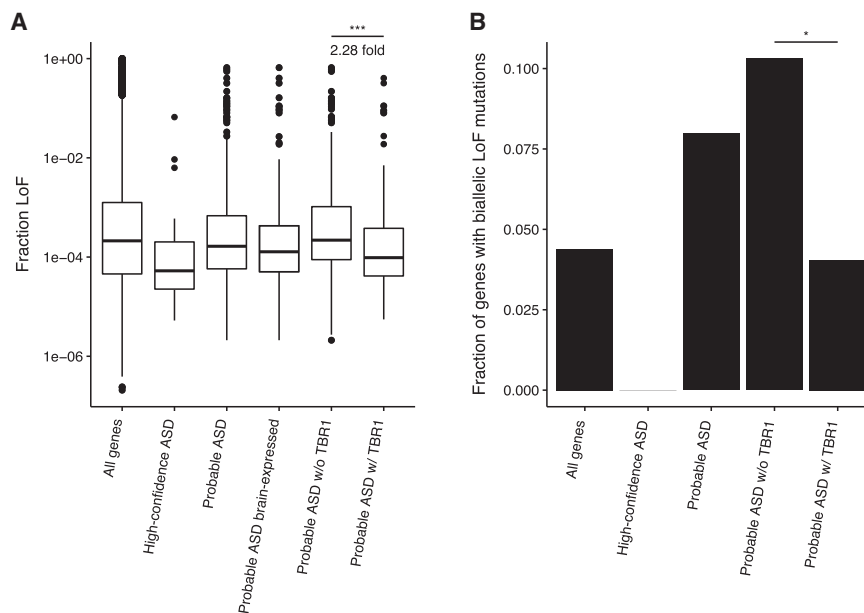 A
***
2.28 fold
Fraction LoF
1e+00
1e−02
1e−04
1e−06
All genes
High-confidence ASD
Probable ASD
Probable ASD brain-expressed
Probable ASD w/o TBR1
Probable ASD w/ TBR1
B
*
Fraction of genes with biallelic LoF mutations
0.100
0.075
0.050
0.025
0.000
All genes
High-confidence ASD
Probable ASD
Probable ASD w/o TBR1
Probable ASD w/ TBR1